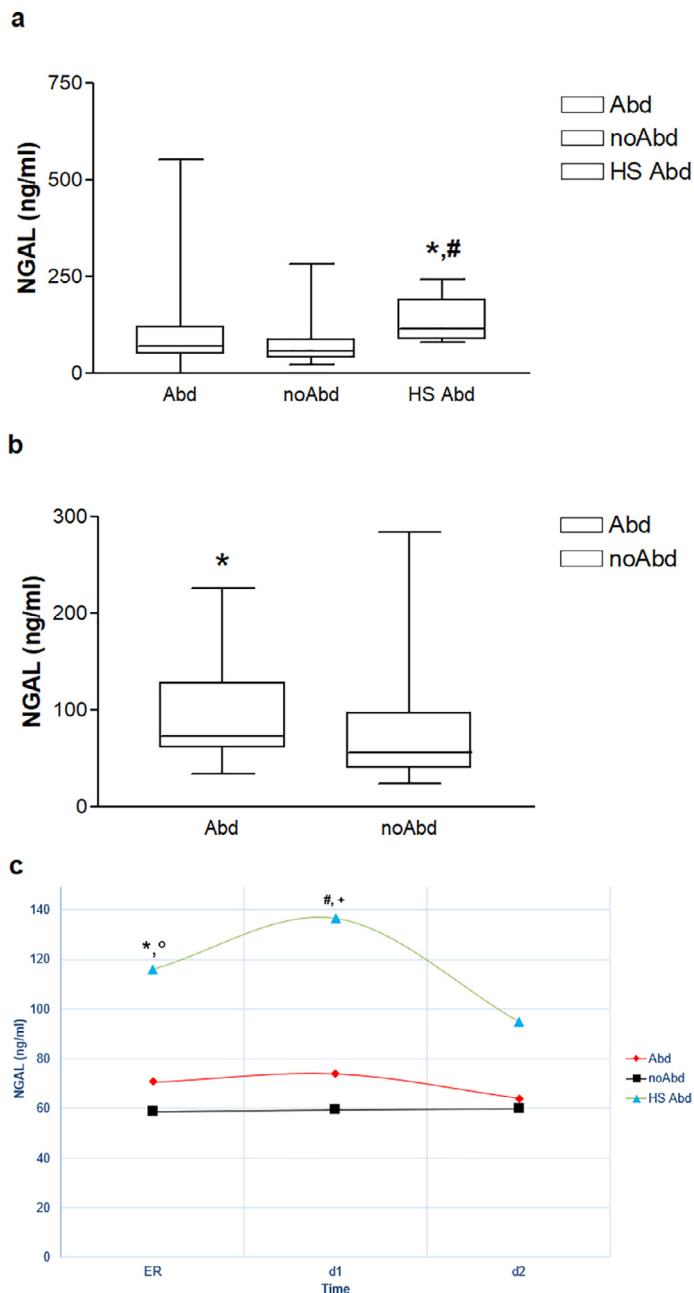 a
750
500
250
0
NGAL (ng/ml)
*,#
Abd
noAbd
HS Abd
Abd
noAbd
HS Abd
b
300
200
100
0
NGAL (ng/ml)
*
Abd
noAbd
Abd
noAbd
c
140
120
100
80
60
40
20
0
NGAL (ng/ml)
*,°
#, +
ER
d1
d2
Time
Abd
noAbd
HS Abd